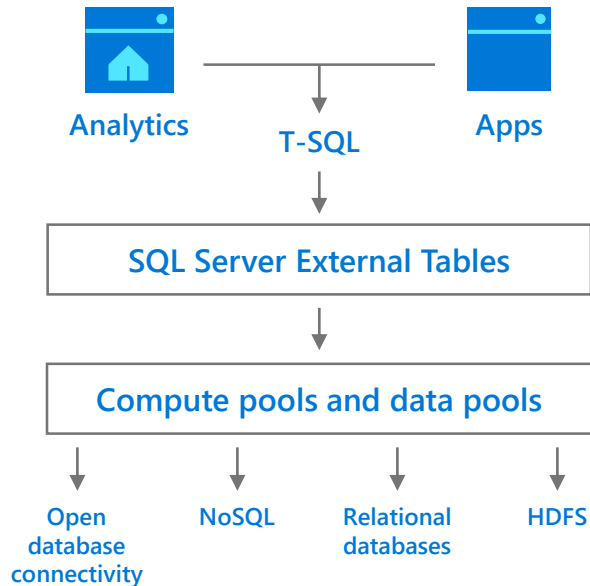 Analytics
Apps
T-SQL
SQL Server External Tables
Compute pools and data pools
Open
database
connectivity
NoSQL
Relational
databases
HDFS